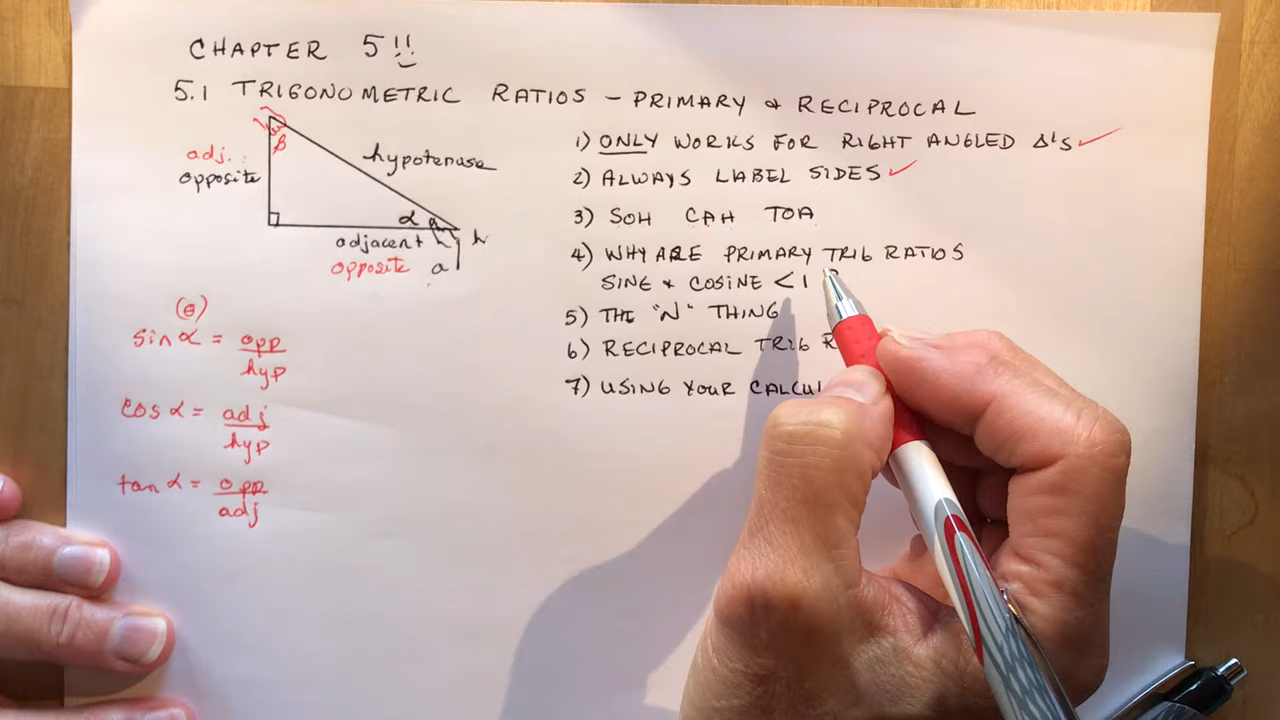 CHAPTER 5!!
5.1 TRIGONOMETRIC RATIOS – PRIMARY & RECIPROCAL
β
adj.
opposite
hypotenuse
α a h
adjacent
opposite
a
(θ)
sin α = opp
hyp
cos α = adj
hyp
tan α = opp
adj
1) ONLY WORKS FOR RIGHT ANGLED Δ'S
2) ALWAYS LABEL SIDES
3) SOH CAH TOA
4) WHY ARE PRIMARY TRIG RATIOS
SINE & COSINE < 1
5) THE "N" THING
6) RECIPROCAL TRIG
7) USING YOUR